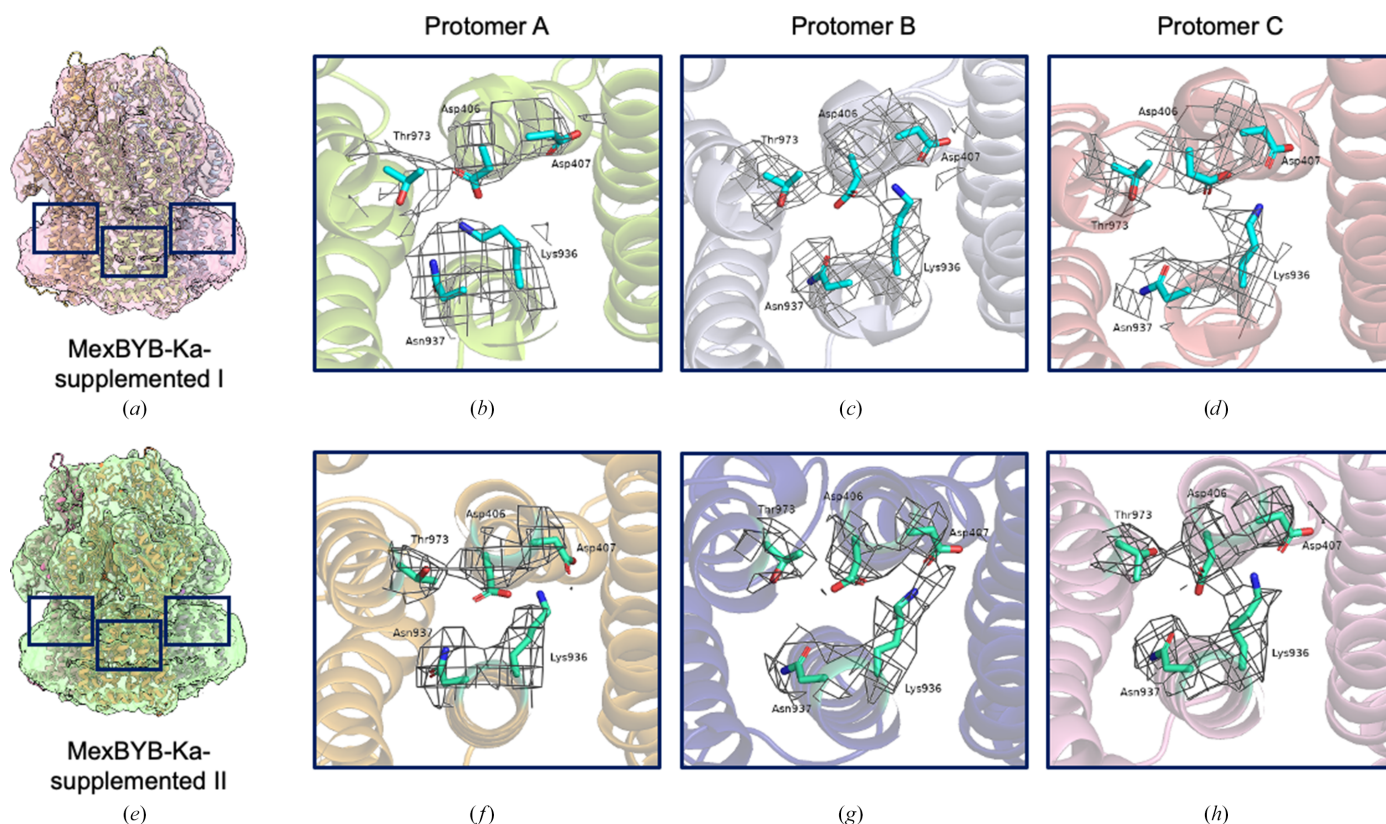 Protomer A
Protomer B
Protomer C
Asp406
Thr973
Asp407
Lys936
Asn937
Asp406
Thr973
Asp407
Lys936
Asn937
Asp406
Asp407
Thr973
Lys936
Asn937
MexBYB-Ka-
supplemented I
(a)
(b)
(c)
(d)
Asp406
Thr973
Asp407
Asn937
Lys936
Asp406
Thr973
Asp407
Lys936
Asn937
Asp406
Thr973
Asp407
Lys936
Asn937
MexBYB-Ka-
supplemented II
(e)
(f)
(g)
(h)